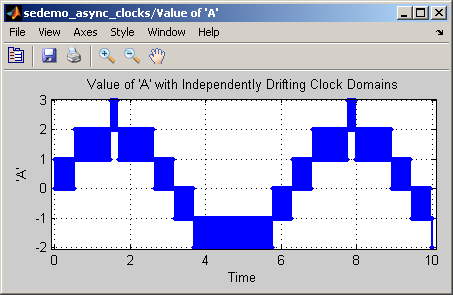 sedemo_async_clocks/Value of 'A'
File View Axes Style Window Help
Value of 'A' with Independently Drifting Clock Domains
3
2
1
0
-1
-2
'A'
0 2 4 6 8 10
Time